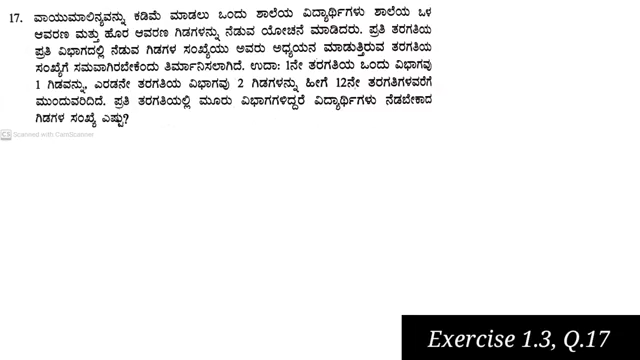 17. ವಾಯುಮಾಲಿನ್ಯವನ್ನು ಕಡಿಮೆ ಮಾಡಲು ಒಂದು ಶಾಲೆಯ ವಿದ್ಯಾರ್ಥಿಗಳು ಶಾಲೆಯ ಒಳ
ಆವರಣ ಮತ್ತು ಹೊರ ಆವರಣ ಗಿಡಗಳನ್ನು ನೆಡುವ ಯೋಚನೆ ಮಾಡಿದರು. ಪ್ರತಿ ತರಗತಿಯ
ಪ್ರತಿ ವಿಭಾಗದಲ್ಲಿ ನೆಡುವ ಗಿಡಗಳ ಸಂಖ್ಯೆಯು ಅವರು ಅಧ್ಯಯನ ಮಾಡುತ್ತಿರುವ ತರಗತಿಯ
ಸಂಖ್ಯೆಗೆ ಸಮವಾಗಿರಬೇಕೆಂದು ತಿರ್ಮಾನಿಸಲಾಗಿದೆ. ಉದಾ: 1ನೇ ತರಗತಿಯ ಒಂದು ವಿಭಾಗವು
1 ಗಿಡವನ್ನು, ಎರಡನೇ ತರಗತಿಯ ವಿಭಾಗವು 2 ಗಿಡಗಳನ್ನು ಹೀಗೆ 12ನೇ ತರಗತಿಗಳವರೆಗೆ
ಮುಂದುವರಿದಿದೆ. ಪ್ರತಿ ತರಗತಿಯಲ್ಲಿ ಮೂರು ವಿಭಾಗಗಳಿದ್ದರೆ ವಿದ್ಯಾರ್ಥಿಗಳು ನೆಡಬೇಕಾದ
ಗಿಡಗಳ ಸಂಖ್ಯೆ ಎಷ್ಟು?
CS Scanned with CamScanner
Exercise 1.3, Q.17